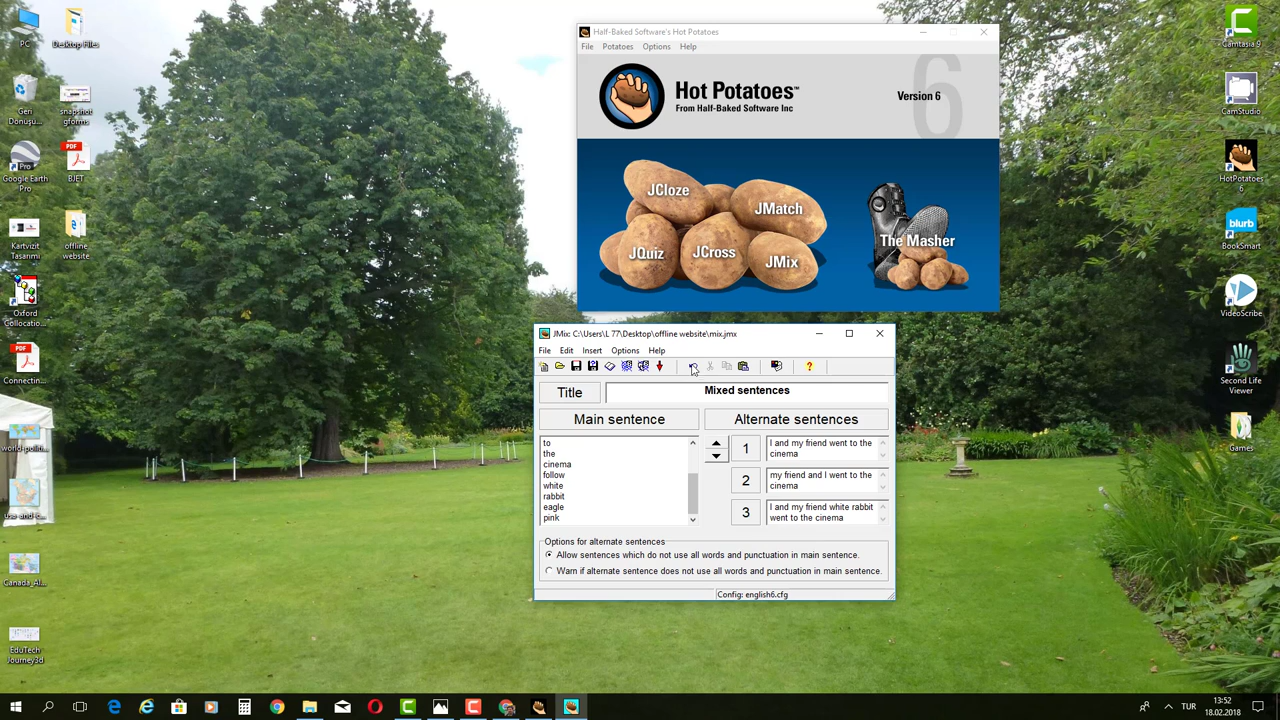 PC
Desktop Files
Geri
Dönüşü...
snapshot
gforms
Google Earth
Pro
BJET
Kartvizit
Tasarımı
offline
website
Oxford
Collocatio...
Connectin...
world-politi...
Canada_Al...
EduTech
Journey3d
Half-Baked Software's Hot Potatoes
File Potatoes Options Help
Hot Potatoes™
From Half-Baked Software Inc
Version 6
6
JCloze
JMatch
JQuiz
JCross
JMix
The Masher
JMix: C:\Users\L 77\Desktop\offline website\mix.jmx
File Edit Insert Options Help
Title
Mixed sentences
Main sentence
Alternate sentences
to
the
cinema
follow
white
rabbit
eagle
pink
1
I and my friend went to the
cinema
2
my friend and I went to the
cinema
3
I and my friend white rabbit
went to the cinema
Options for alternate sentences
Allow sentences which do not use all words and punctuation in main sentence.
Warn if alternate sentence does not use all words and punctuation in main sentence.
Config: english6.cfg
Camtasia 9
CamStudio
HotPotatoes
6
blurb
BookSmart
VideoScribe
Second Life
Viewer
Games
TUR
13:52
18.02.2018